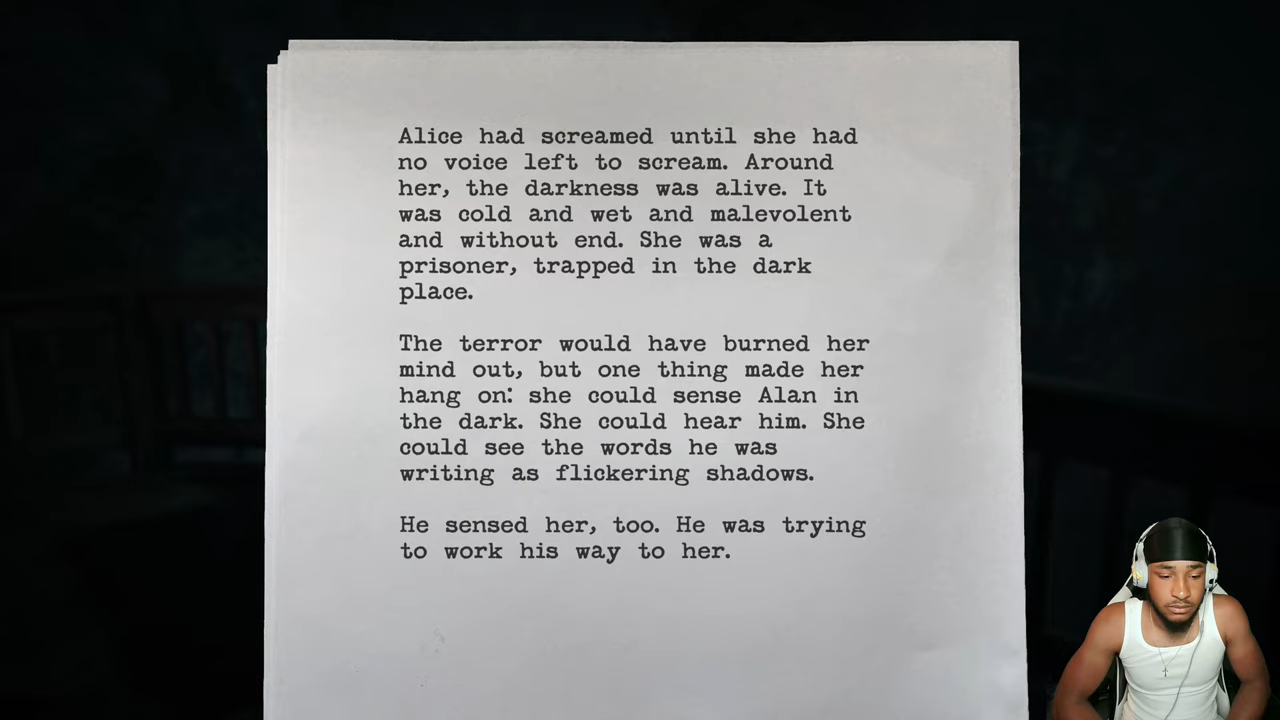 Alice had screamed until she had
no voice left to scream. Around
her, the darkness was alive. It
was cold and wet and malevolent
and without end. She was a
prisoner, trapped in the dark
place.
The terror would have burned her
mind out, but one thing made her
hang on: she could sense Alan in
the dark. She could hear him. She
could see the words he was
writing as flickering shadows.
He sensed her, too. He was trying
to work his way to her.